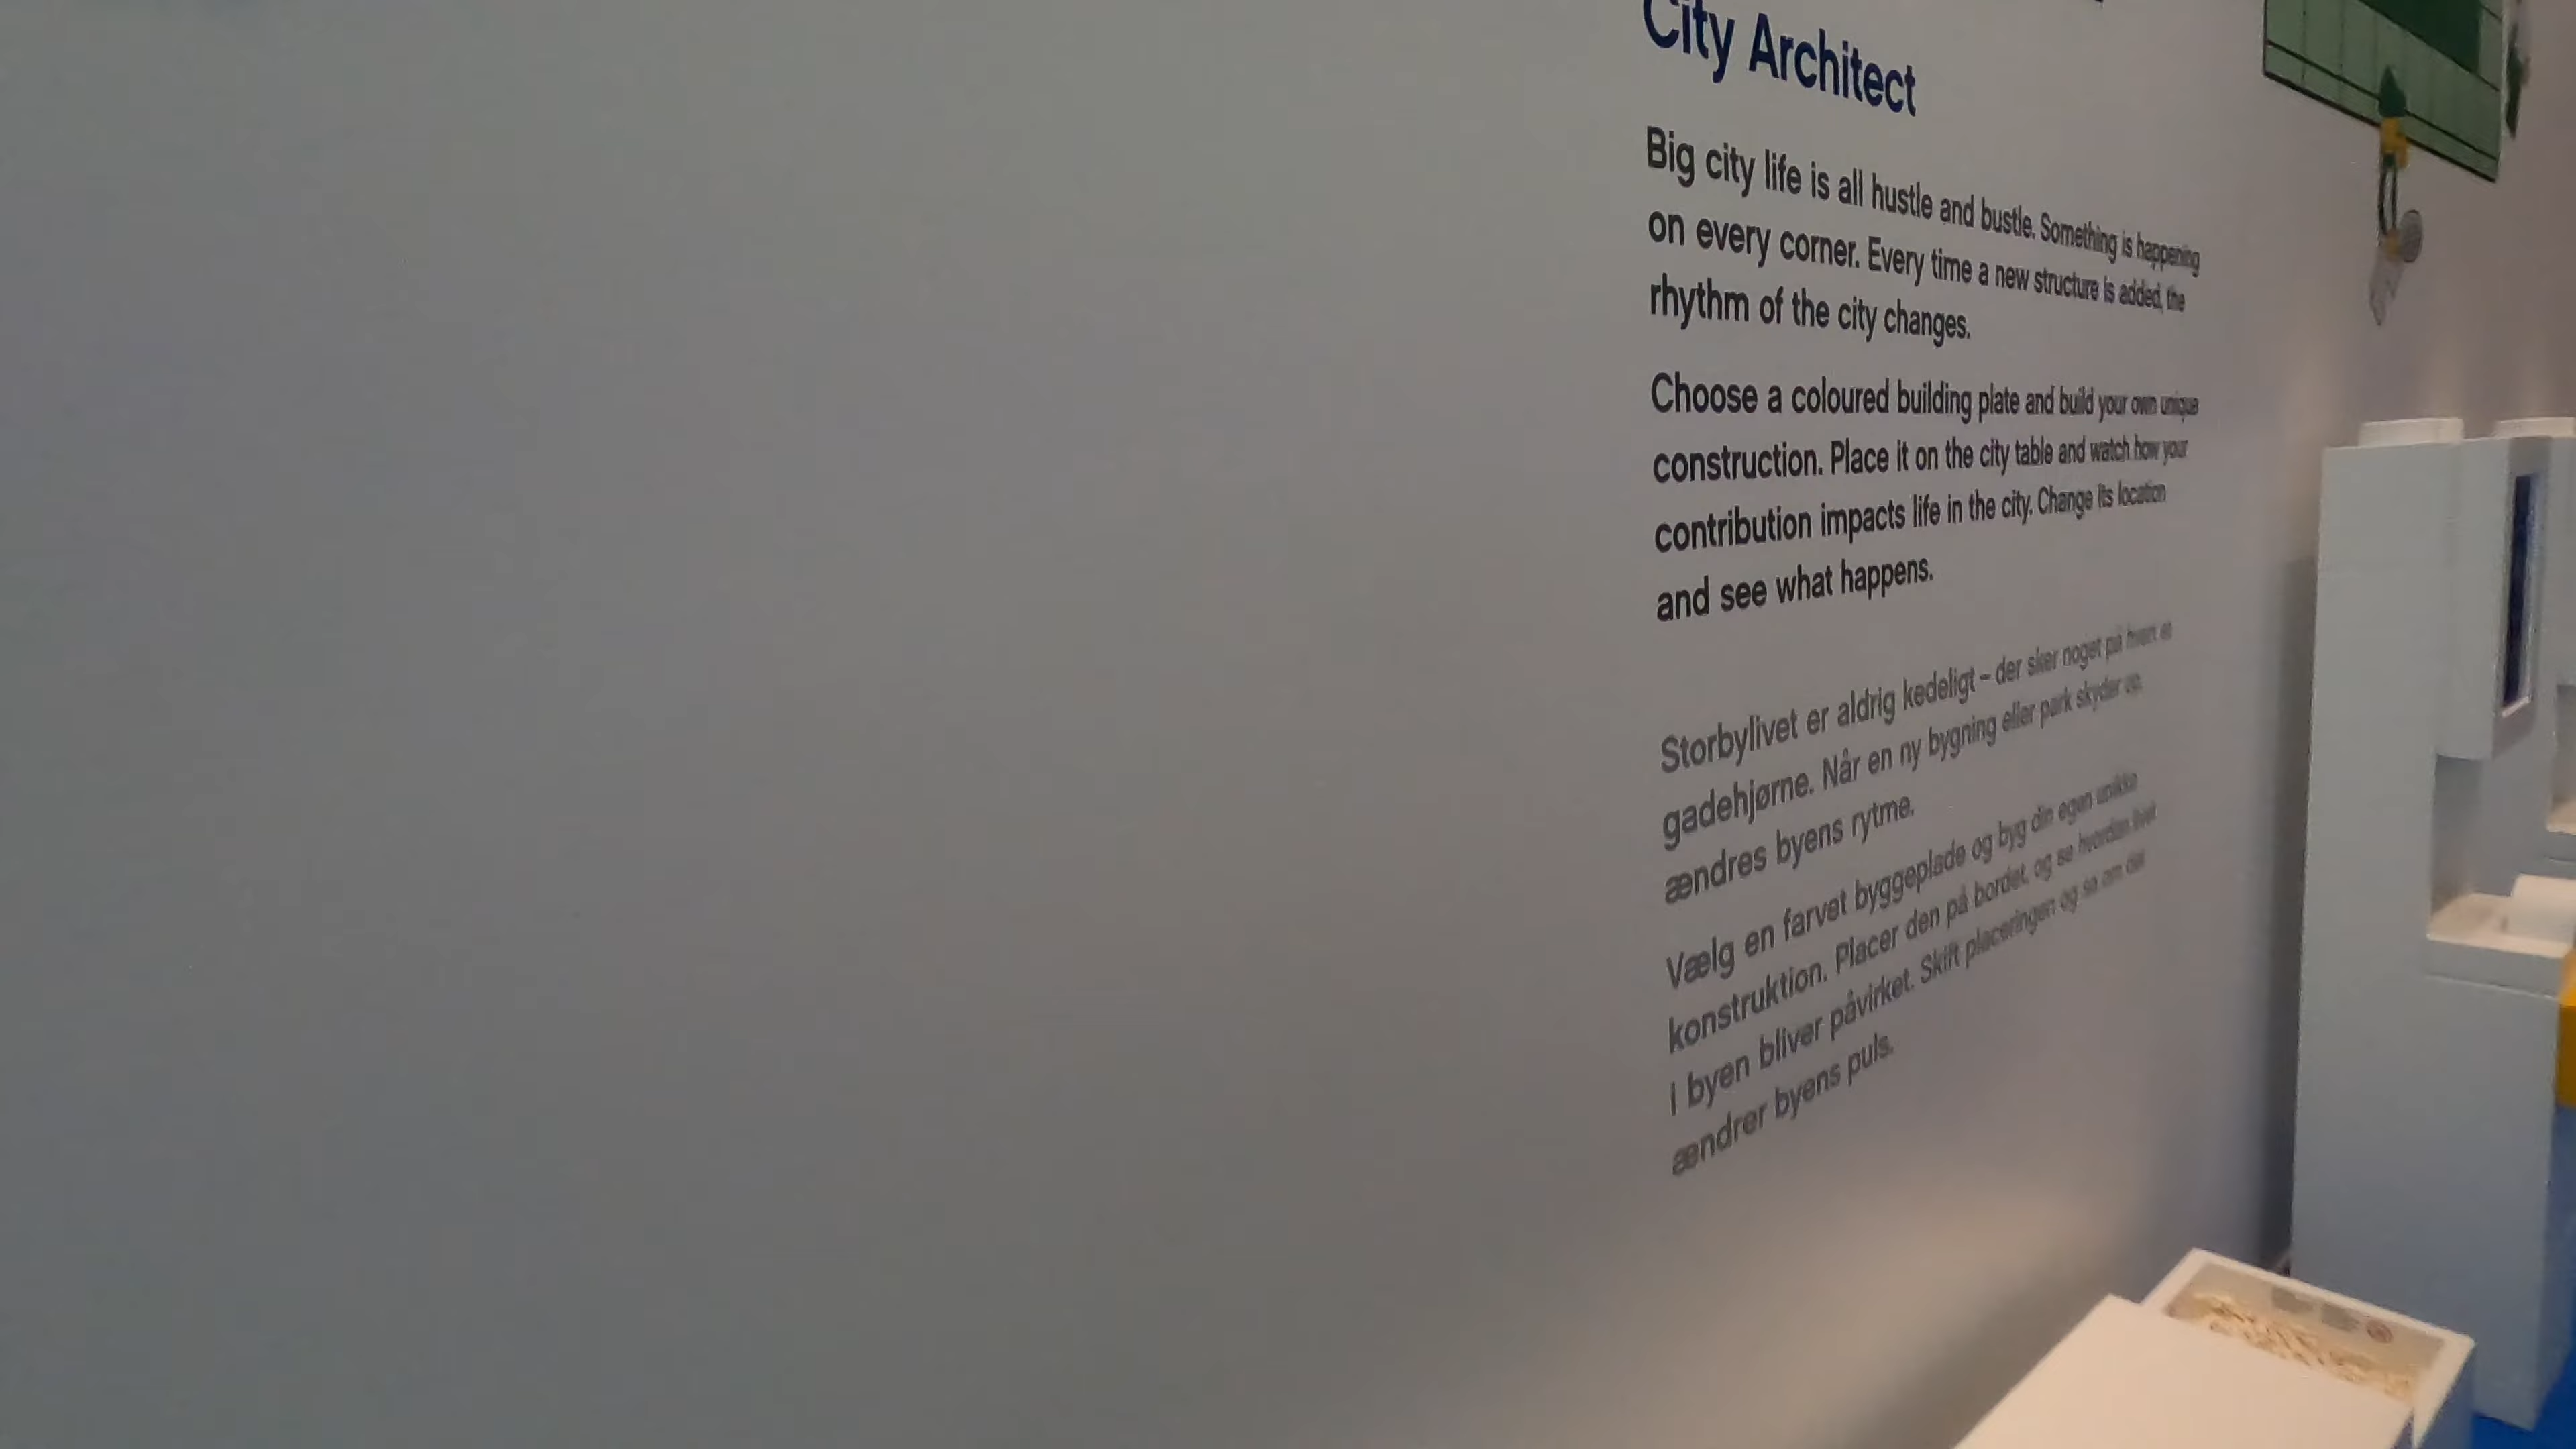 City Architect
Big city life is all hustle and bustle. Something is happening
on every corner. Every time a new structure is added, the
rhythm of the city changes.
Choose a coloured building plate and build your own unique
construction. Place it on the city table and watch how your
contribution impacts life in the city. Change its location
and see what happens.
Storbylivet er aldrig kedeligt – der sker noget på hvert et
gadehjørne. Når en ny bygning eller park skyder op,
ændres byens rytme.
Vælg en farvet byggeplade og byg din egen unikke
konstruktion. Placer den på bordet, og se hvordan livet
i byen bliver påvirket. Skift placeringen og se om det
ændrer byens puls.